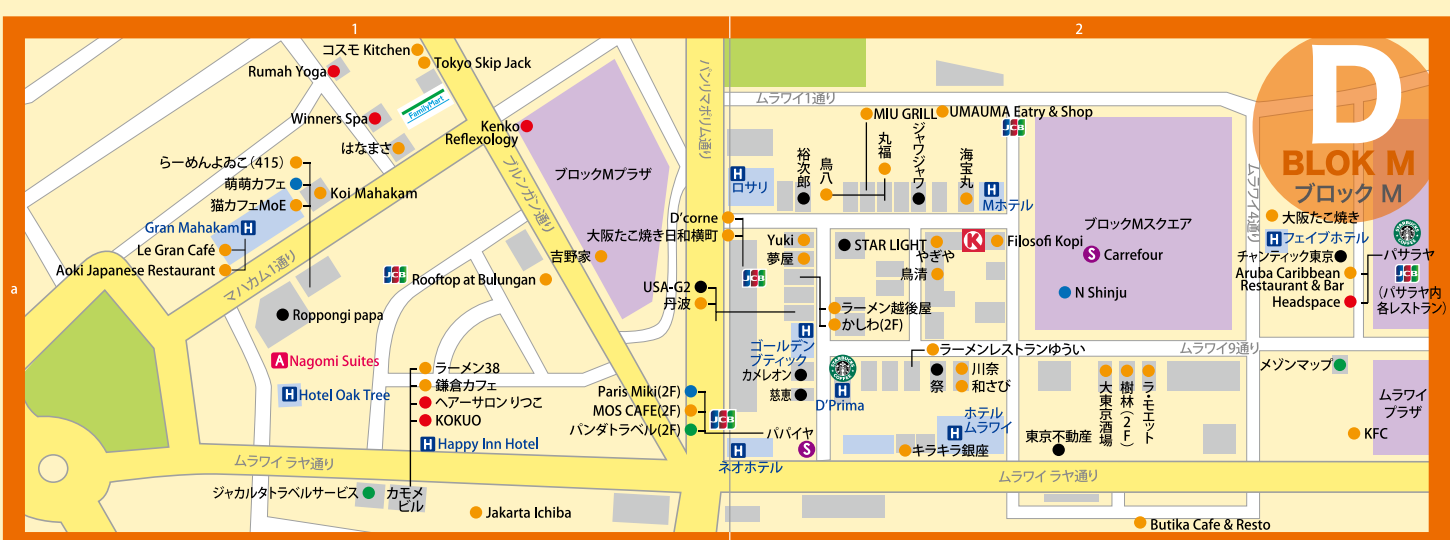 1
2
a
D
BLOK M
ブロック M
コスモ Kitchen
Tokyo Skip Jack
Rumah Yoga
FamilyMart
Winners Spa
はなまさ
Kenko
Reflexology
らーめんよゐこ(415)
萌萌カフェ
猫カフェMoE
Koi Mahakam
Gran Mahakam H
Le Gran Café
Aoki Japanese Restaurant
マハカム1通り
ブルンガン通り
ブロックMプラザ
パンリマポリム通り
D'corne
大阪たこ焼き日和横町
吉野家
JCB
Rooftop at Bulungan
USA-G2
丹波
Roppongi papa
A Nagomi Suites
H Hotel Oak Tree
ラーメン38
鎌倉カフェ
ヘアーサロン りつこ
KOKUO
H Happy Inn Hotel
Paris Miki(2F)
MOS CAFE(2F)
パンダトラベル(2F)
JCB
パパイヤ
S
ムラワイ ラヤ通り
ジャカルタトラベルサービス
カモメ
ビル
Jakarta Ichiba
ムラワイ1通り
MIU GRILL
UMAUMA Eatry & Shop
JCB
H
ロサリ
裕次郎
鳥八
丸福
ジャワジャワ
海宝丸
H
Mホテル
Yuki
夢屋
JCB
STAR LIGHT
やぎや
K
Filosofi Kopi
鳥清
ラーメン越後屋
かしわ(2F)
H
ゴールデン
ブティック
カメレオン
慈恵
STARBUCKS COFFEE
H
D'Prima
ラーメンレストランゆうい
祭
川奈
和さび
ホテル
H ムラワイ
キラキラ銀座
H
ネオホテル
ブロックMスクエア
S Carrefour
N Shinju
ムラワイ4通り
ムラワイ9通り
大阪たこ焼き
H フェイブホテル
チャンティック東京
Aruba Caribbean
Restaurant & Bar
Headspace
STARBUCKS COFFEE
パサラヤ
JCB
(パサラヤ内
各レストラン)
メゾンマップ
ムラワイ
プラザ
KFC
大東京酒場
樹林(2F)
ラ・モエット
東京不動産
ムラワイ ラヤ通り
Butika Cafe & Resto